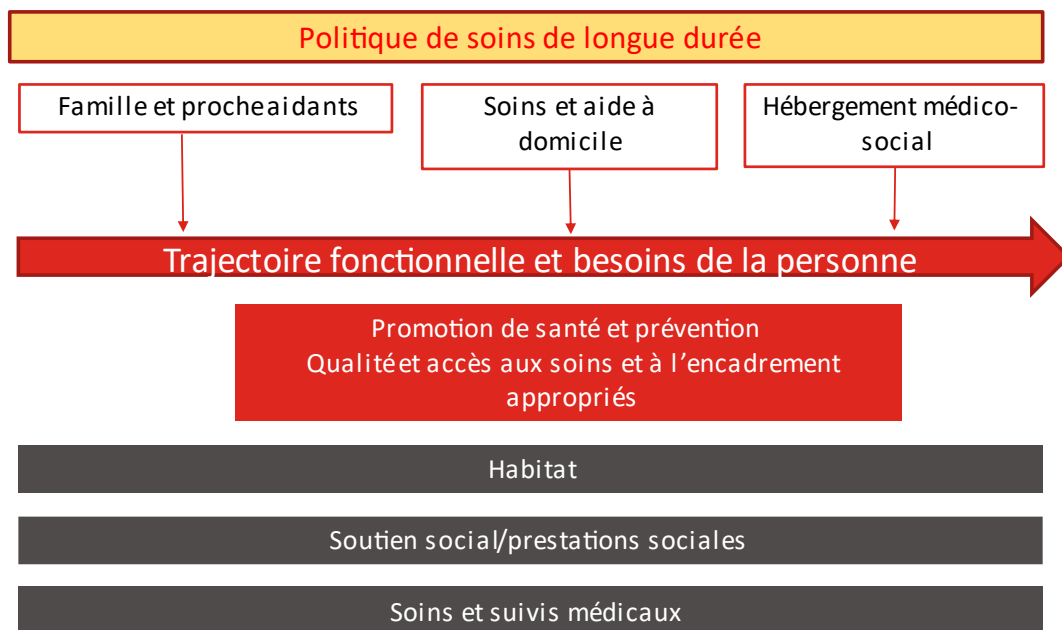 Politique de soins de longue durée
Famille et procheaidants
Soins et aide à
domicile
Hébergement médico-
social
Trajectoire fonctionnelle et besoins de la personne
Promotion de santé et prévention
Qualité et accès aux soins et à l'encadrement
appropriés
Habitat
Soutien social/prestations sociales
Soins et suivis médicaux